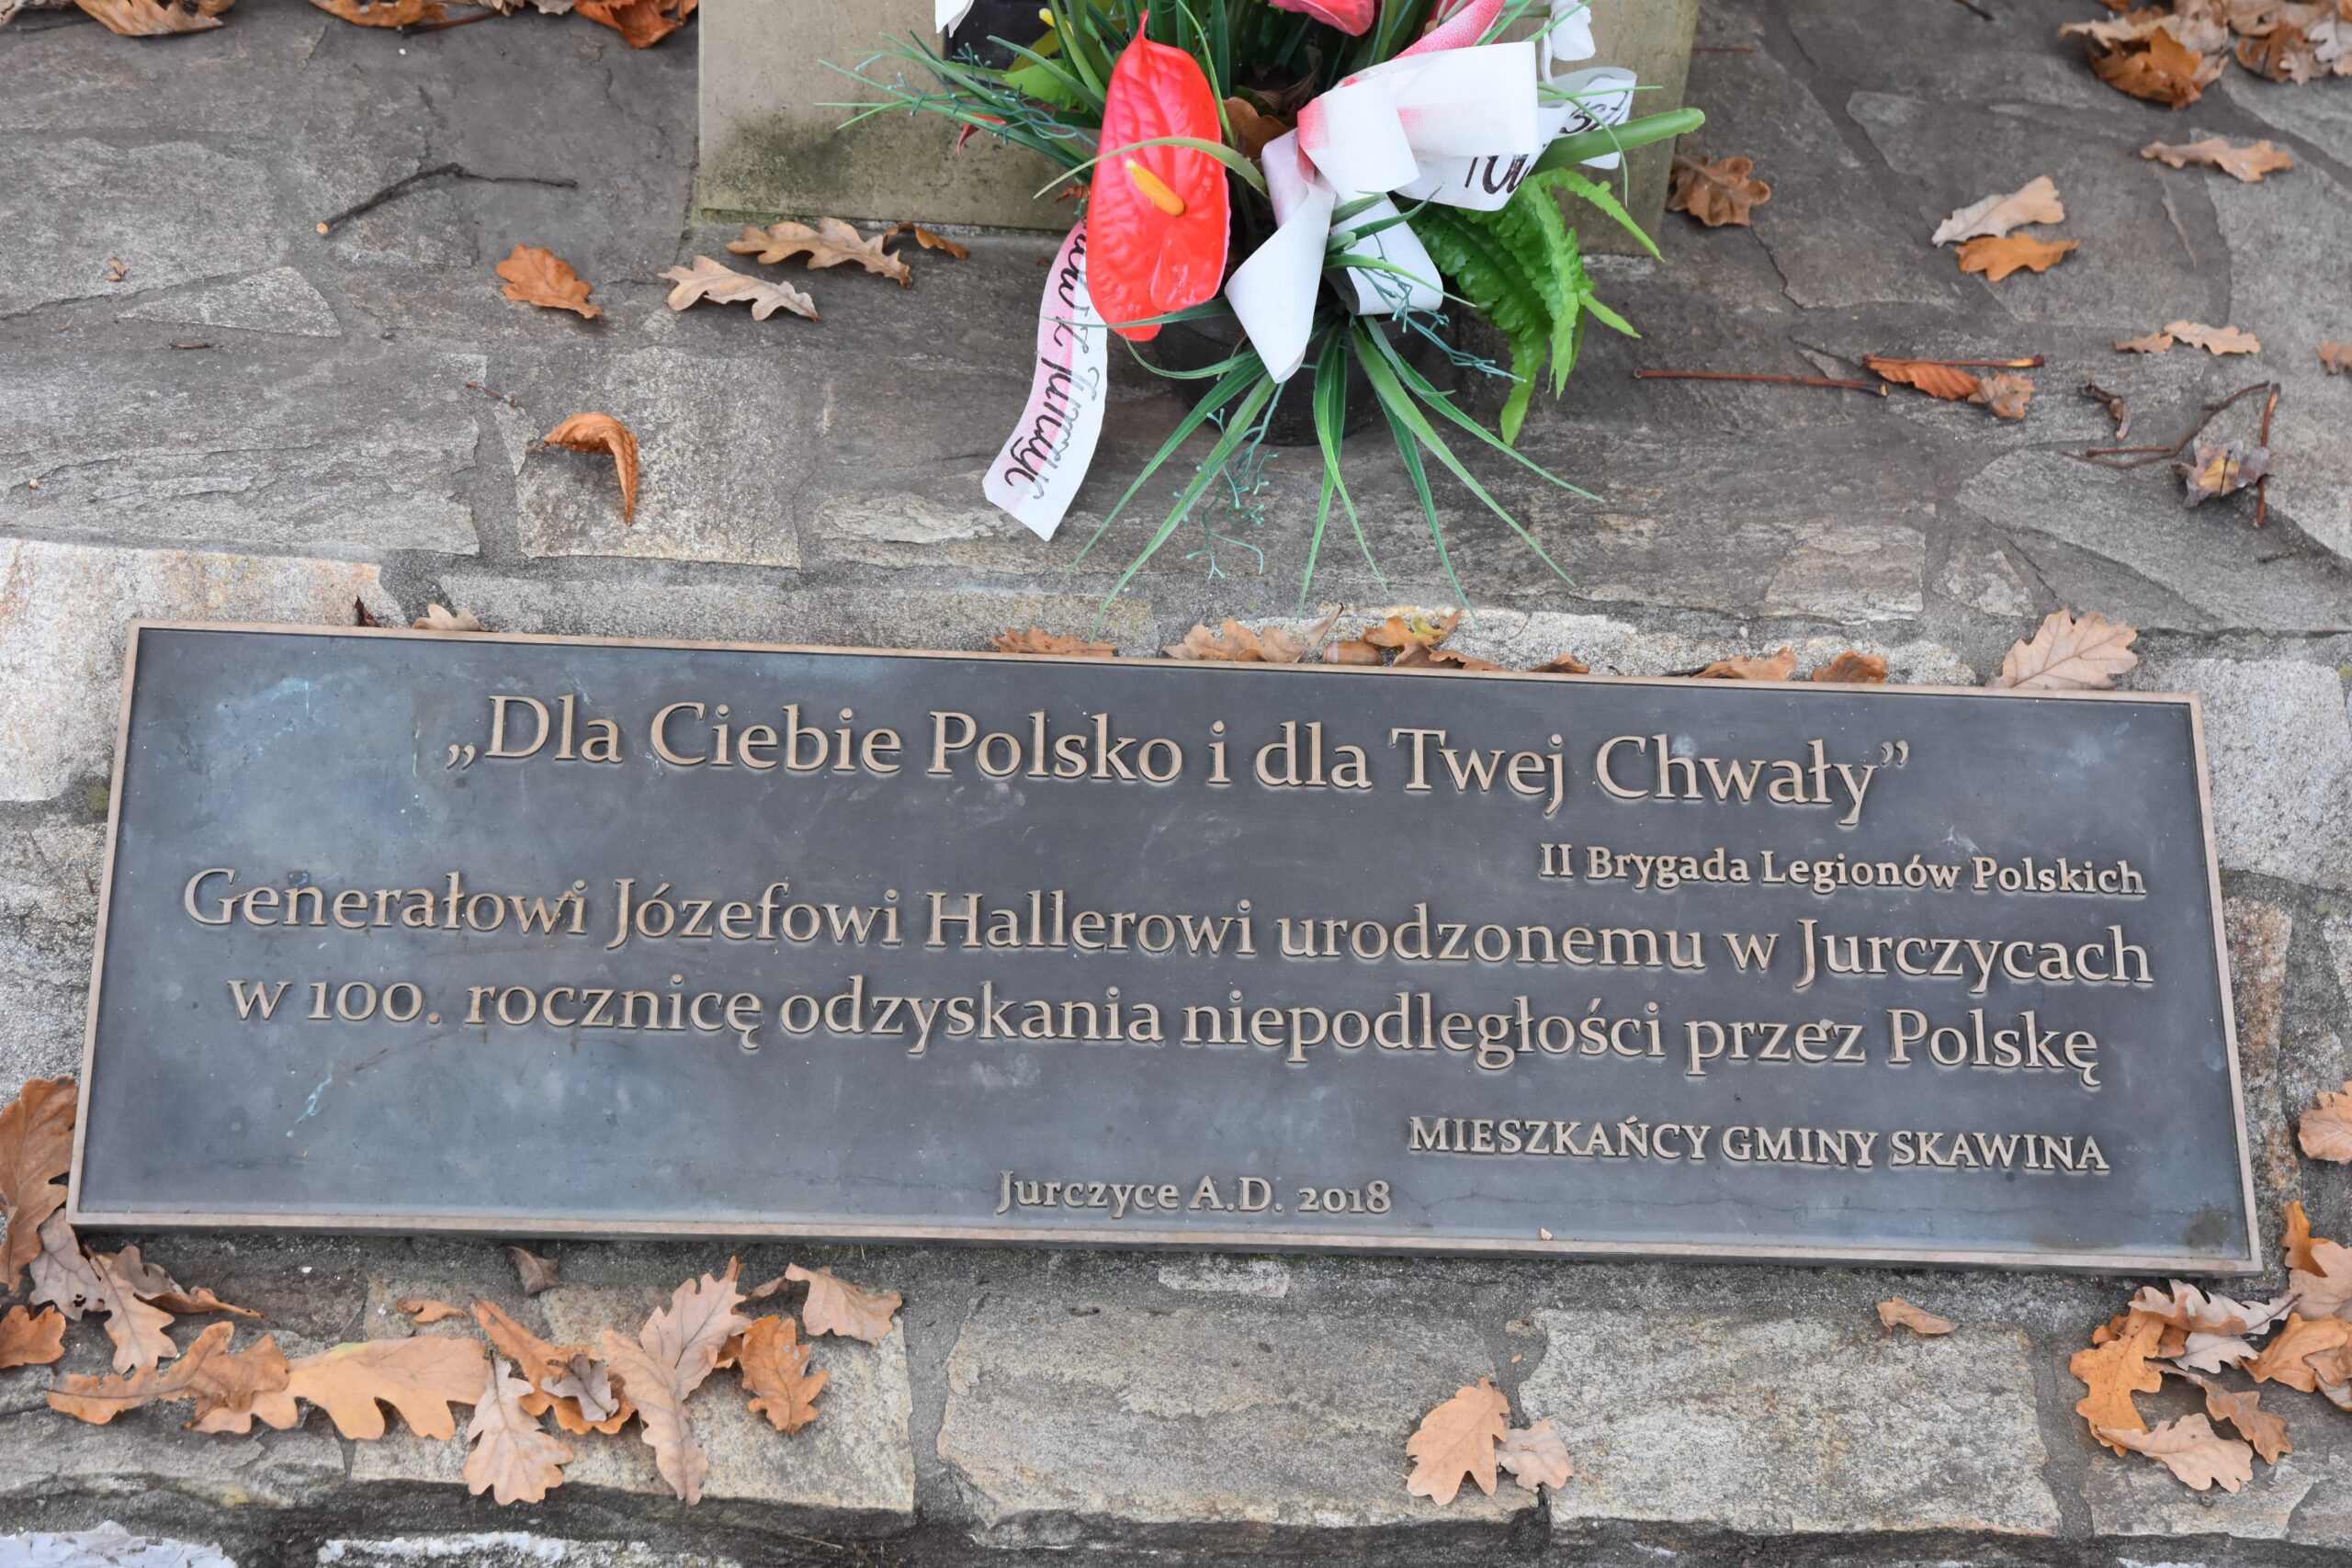 „Dla Ciebie Polsko i dla Twej Chwały”
II Brygada Legionów Polskich
Generałowi Józefowi Hallerowi urodzonemu w Jurczycach
w 100. rocznicę odzyskania niepodległości przez Polskę
MIESZKAŃCY GMINY SKAWINA
Jurczyce A.D. 2018